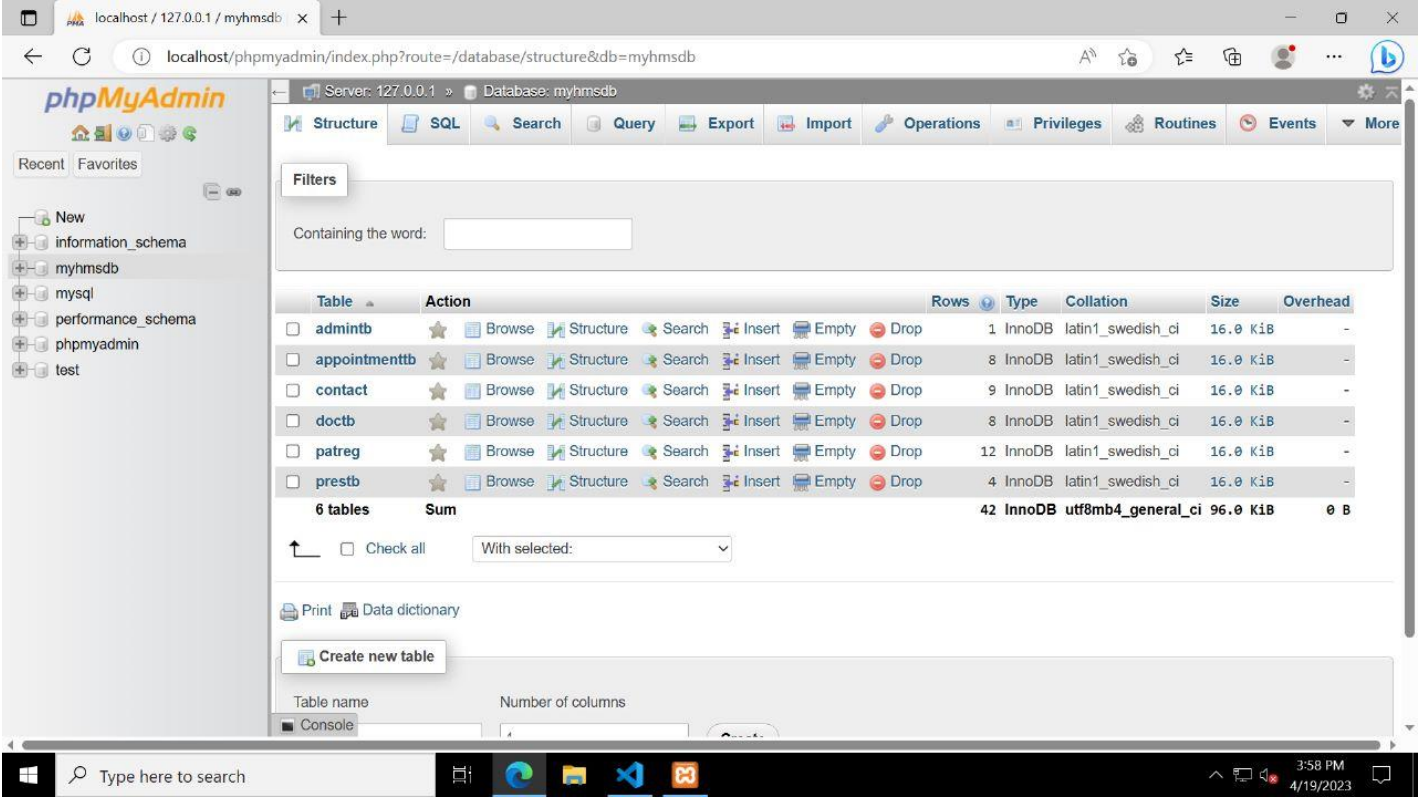 localhost / 127.0.0.1 / myhmsdb
localhost/phpmyadmin/index.php?route=/database/structure&db=myhmsdb
phpMyAdmin
Recent Favorites
New
information_schema
myhmsdb
mysql
performance_schema
phpmyadmin
test
Server: 127.0.0.1 » Database: myhmsdb
Structure SQL Search Query Export Import Operations Privileges Routines Events More
Filters
Containing the word:
Table Action Rows Type Collation Size Overhead
admintb Browse Structure Search Insert Empty Drop 1 InnoDB latin1_swedish_ci 16.0 KiB -
appointmenttb Browse Structure Search Insert Empty Drop 8 InnoDB latin1_swedish_ci 16.0 KiB -
contact Browse Structure Search Insert Empty Drop 9 InnoDB latin1_swedish_ci 16.0 KiB -
doctb Browse Structure Search Insert Empty Drop 8 InnoDB latin1_swedish_ci 16.0 KiB -
patreg Browse Structure Search Insert Empty Drop 12 InnoDB latin1_swedish_ci 16.0 KiB -
prestb Browse Structure Search Insert Empty Drop 4 InnoDB latin1_swedish_ci 16.0 KiB -
6 tables Sum 42 InnoDB utf8mb4_general_ci 96.0 KiB 0 B
Check all With selected:
Print Data dictionary
Create new table
Table name Number of columns
Console
Type here to search
3:58 PM
4/19/2023